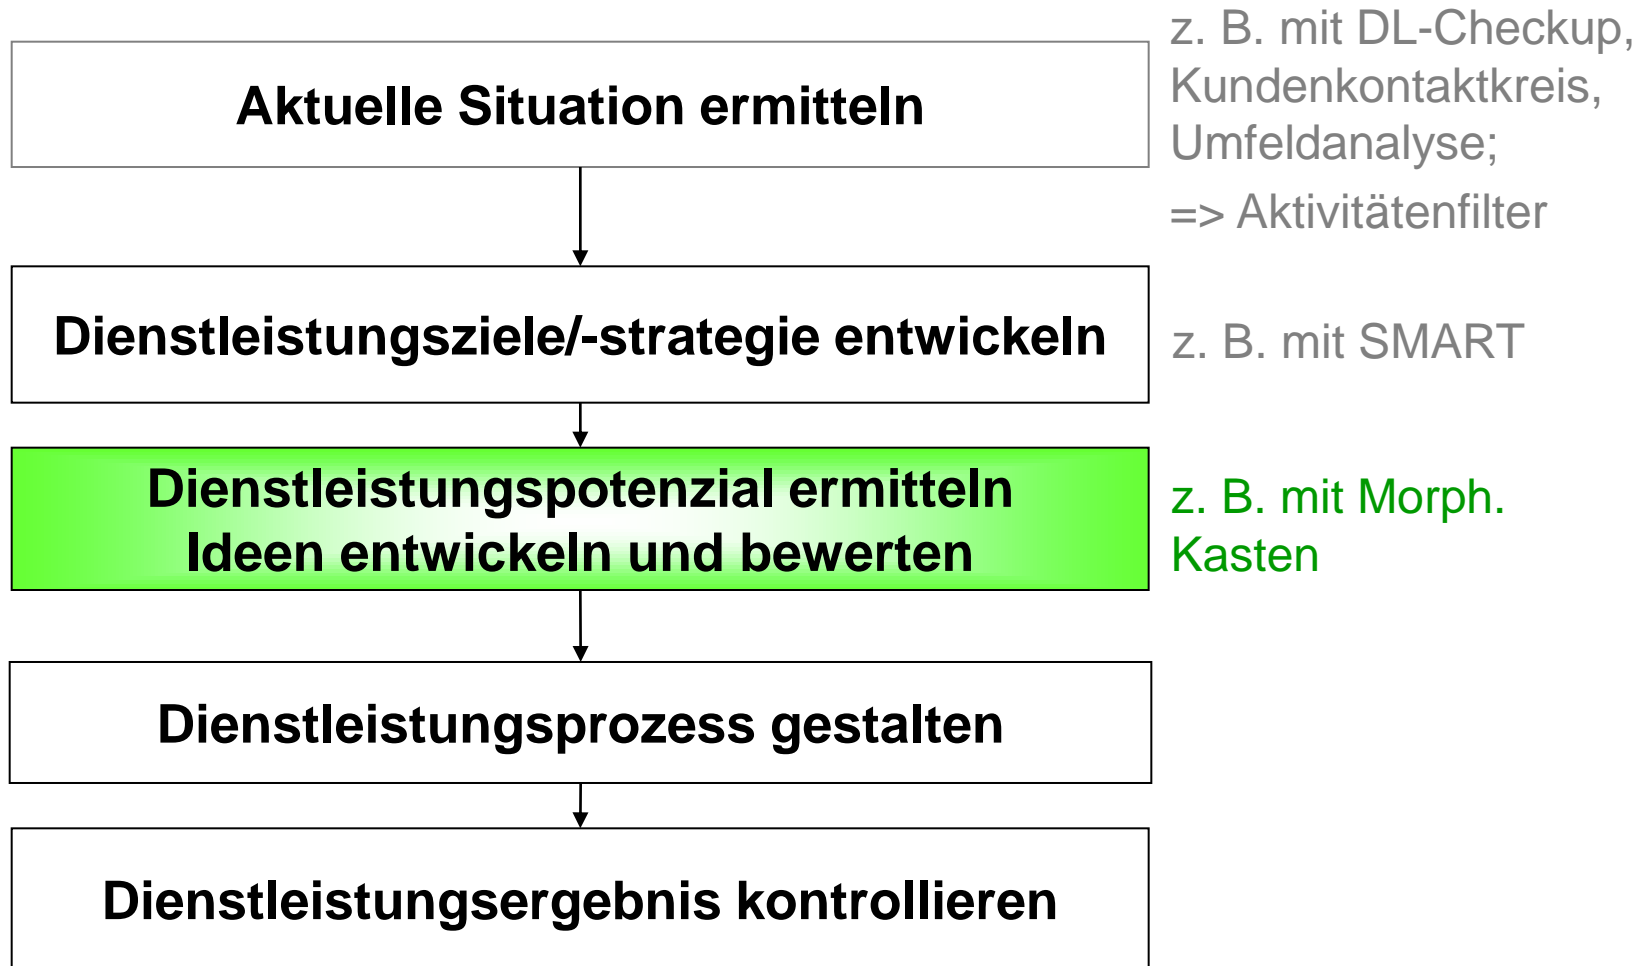 Aktuelle Situation ermitteln
z. B. mit DL-Checkup,
Kundenkontaktkreis,
Umfeldanalyse;
=> Aktivitätenfilter
Dienstleistungsziele/-strategie entwickeln
z. B. mit SMART
Dienstleistungspotenzial ermitteln
Ideen entwickeln und bewerten
z. B. mit Morph.
Kasten
Dienstleistungsprozess gestalten
Dienstleistungsergebnis kontrollieren